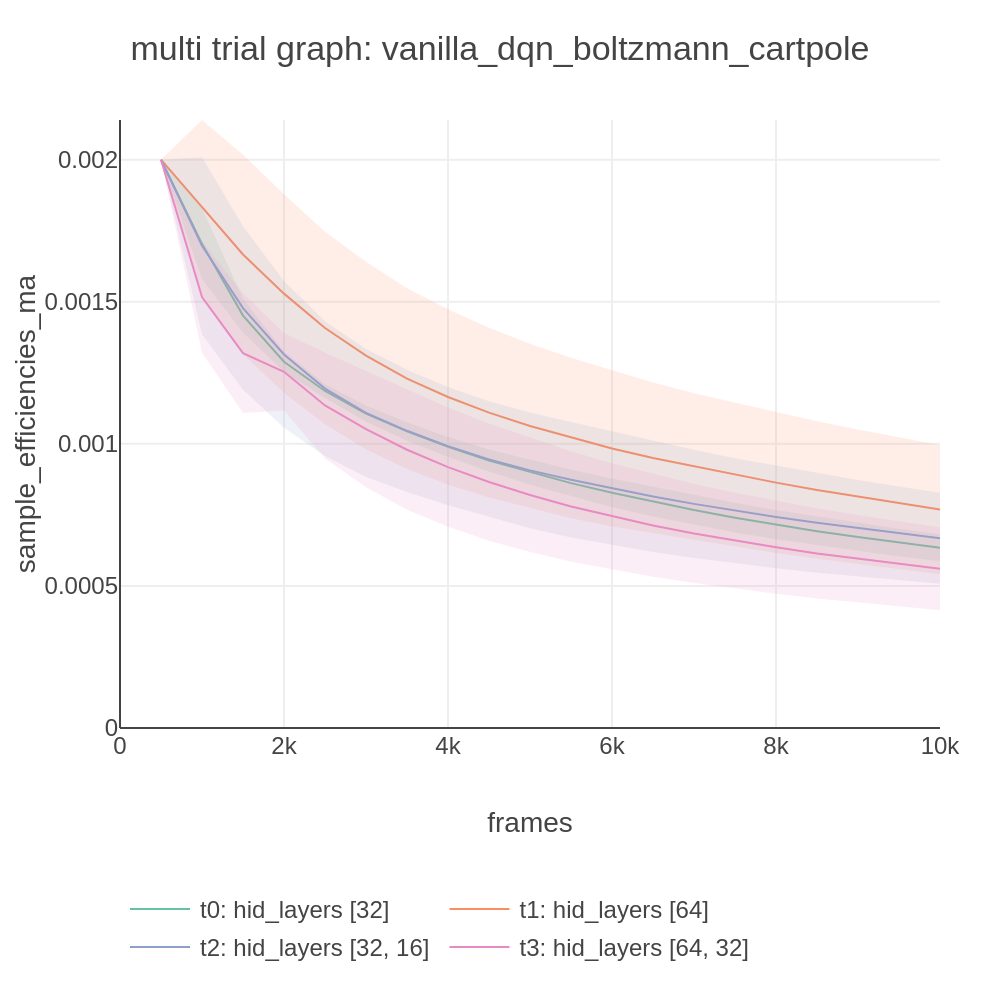 multi trial graph: vanilla_dqn_boltzmann_cartpole
sample_efficiencies_ma
0.002
0.0015
0.001
0.0005
0
0 2k 4k 6k 8k 10k
frames
t0: hid_layers [32] t1: hid_layers [64]
t2: hid_layers [32, 16] t3: hid_layers [64, 32]